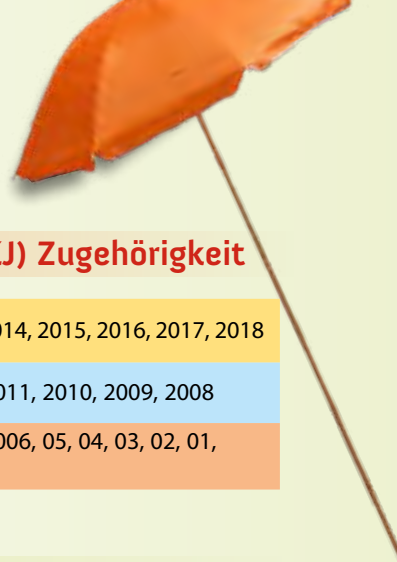 J) Zugehörigkeit
014, 2015, 2016, 2017, 2018
011, 2010, 2009, 2008
006, 05, 04, 03, 02, 01,